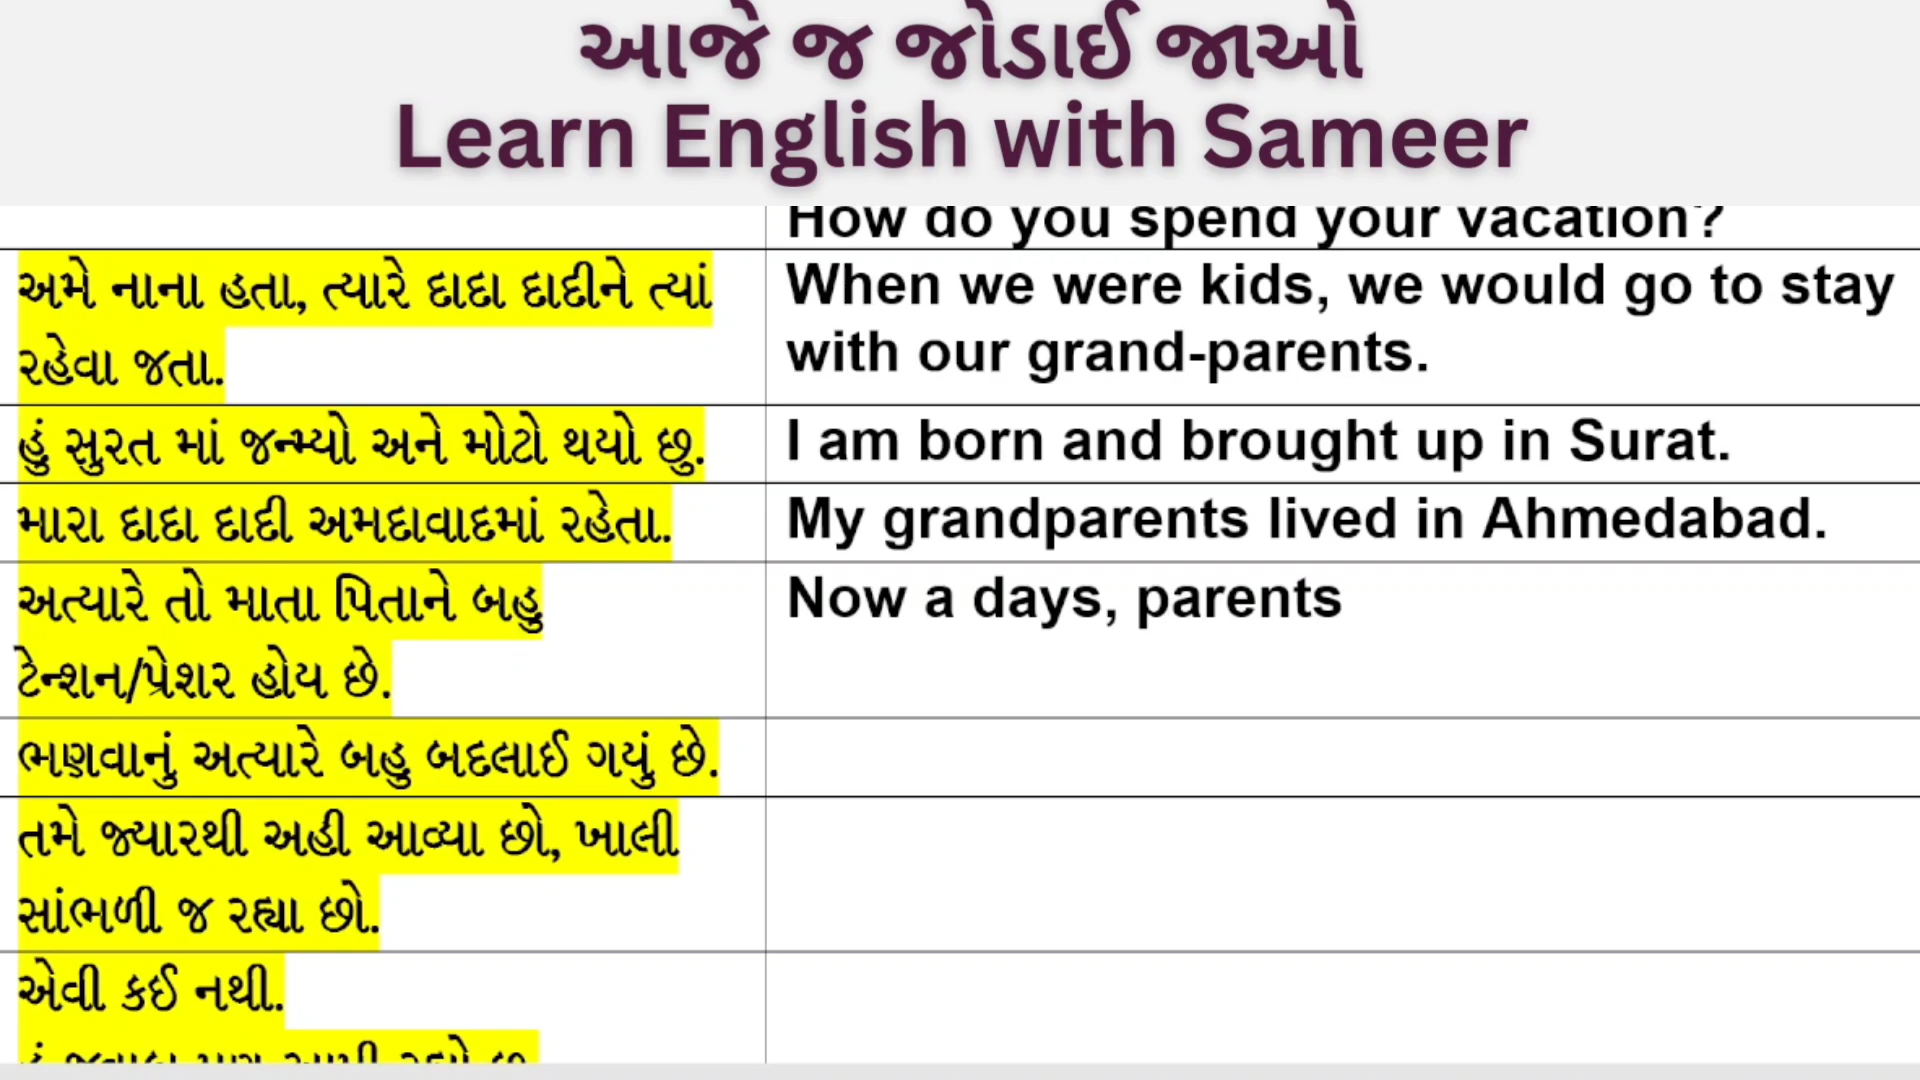 આજે જ જોડાઈ જાઓ
Learn English with Sameer
How do you spend your vacation?
અમે નાના હતા, ત્યારે દાદા દાદીને ત્યાં
રહેવા જતા.
When we were kids, we would go to stay
with our grand-parents.
હું સુરત માં જન્મ્યો અને મોટો થયો છુ.
I am born and brought up in Surat.
મારા દાદા દાદી અમદાવાદમાં રહેતા.
My grandparents lived in Ahmedabad.
અત્યારે તો માતા પિતાને બહુ
ટેન્શન/પ્રેશર હોય છે.
Now a days, parents
ભણવાનું અત્યારે બહુ બદલાઈ ગયું છે.
તમે જ્યારથી અહી આવ્યા છો, ખાલી
સાંભળી જ રહ્યા છો.
એવી કઈ નથી.